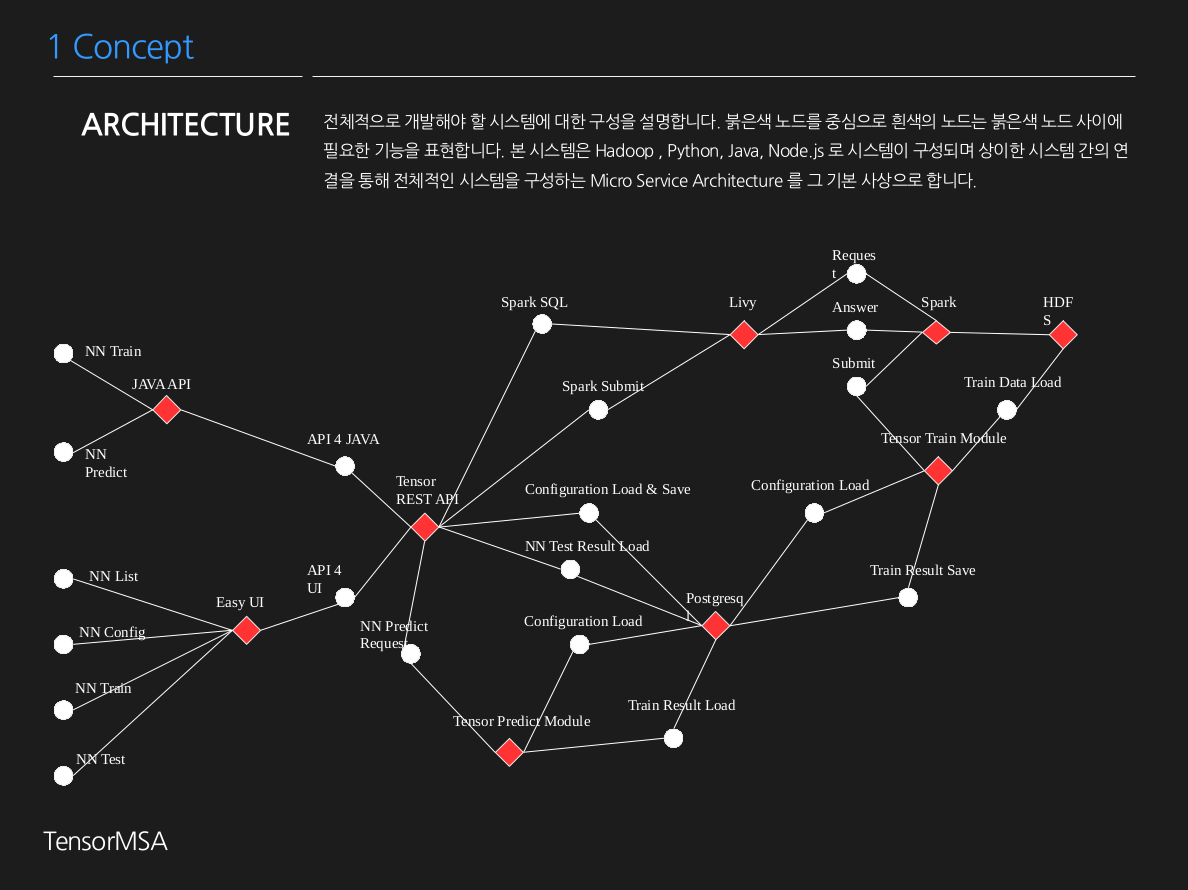 1 Concept
ARCHITECTURE
전체적으로 개발해야 할 시스템에 대한 구성을 설명합니다. 붉은색 노드를 중심으로 흰색의 노드는 붉은색 노드 사이에
필요한 기능을 표현합니다. 본 시스템은 Hadoop , Python, Java, Node.js 로 시스템이 구성되며 상이한 시스템 간의 연
결을 통해 전체적인 시스템을 구성하는 Micro Service Architecture 를 그 기본 사상으로 합니다.
Reques
t
Spark SQL
Livy
Answer
Spark
HDF
S
NN Train
JAVA API
Spark Submit
Submit
Train Data Load
NN
Predict
API 4 JAVA
Tensor Train Module
Tensor
REST API
Configuration Load & Save
Configuration Load
NN Test Result Load
NN List
API 4
UI
Train Result Save
Easy UI
Postgresq
l
NN Config
NN Predict
Request
Configuration Load
NN Train
Train Result Load
Tensor Predict Module
NN Test
TensorMSA